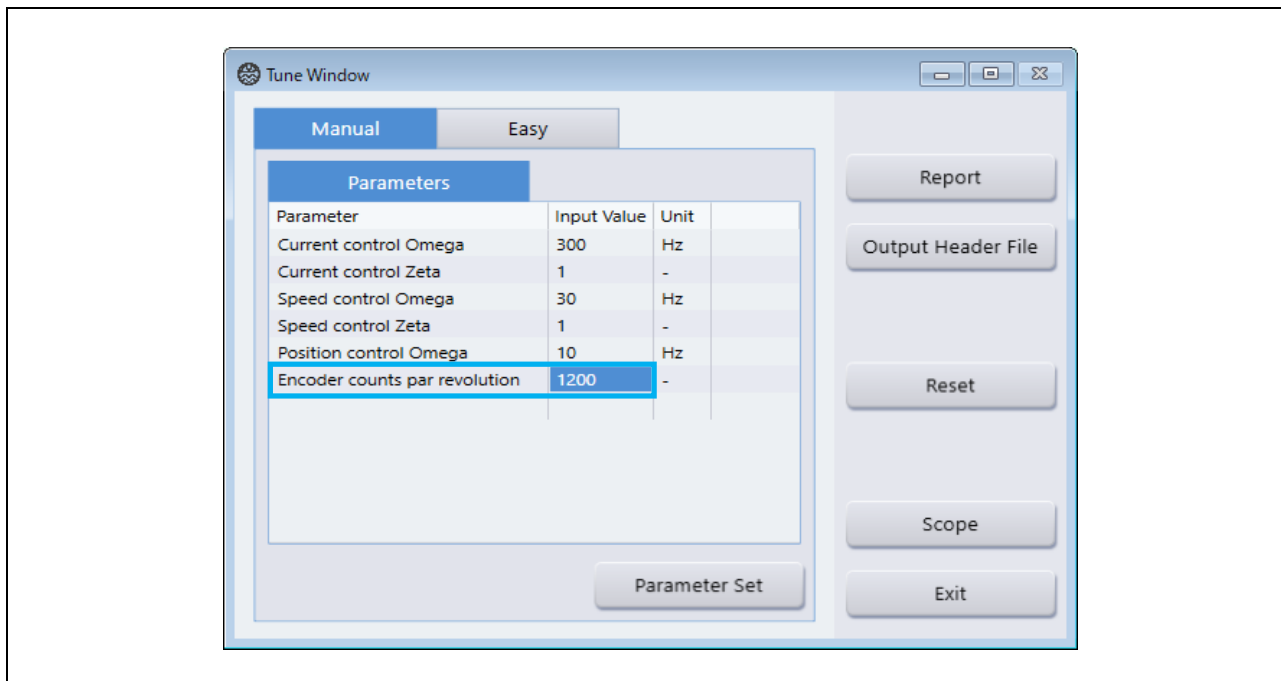 Tune Window
Manual Easy
Parameters
Parameter Input Value Unit
Current control Omega 300 Hz
Current control Zeta 1 -
Speed control Omega 30 Hz
Speed control Zeta 1 -
Position control Omega 10 Hz
Encoder counts par revolution 1200 -
Parameter Set
Report
Output Header File
Reset
Scope
Exit